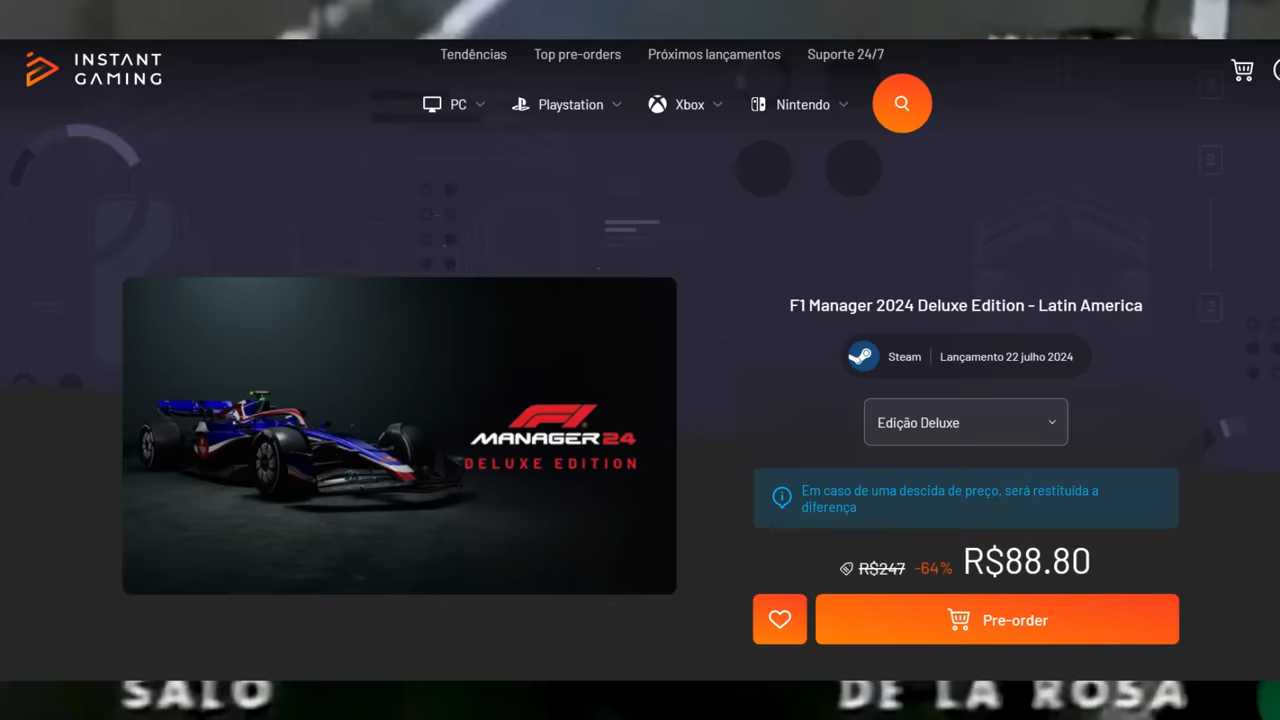 INSTANT
GAMING
Tendências
Top pre-orders
Próximos lançamentos
Suporte 24/7
PC
Playstation
Xbox
Nintendo
F1 Manager 2024 Deluxe Edition - Latin America
Steam
Lançamento 22 julho 2024
Edição Deluxe
Em caso de uma descida de preço, será restituída a
diferença
R$247 -64% R$88.80
Pre-order
F1
MANAGER24
DELUXE EDITION
SALO
DE LA ROSA